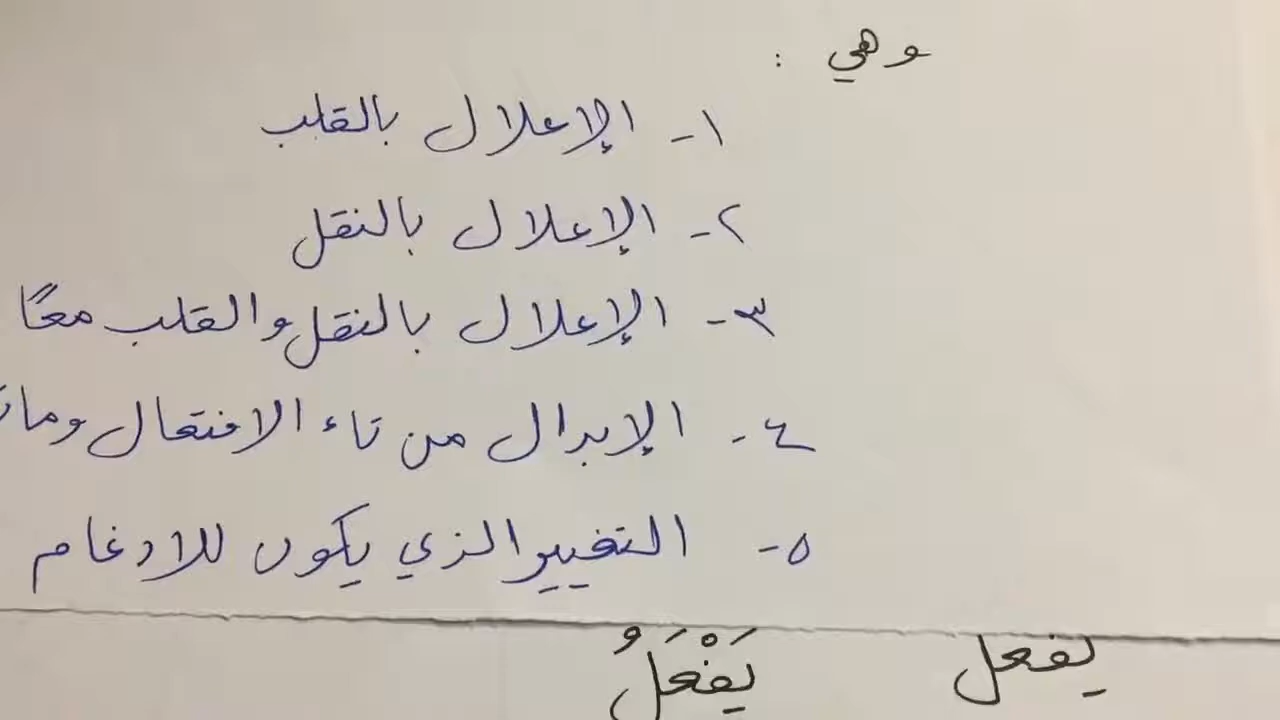 وهي :
١- الإعلال بالقلب
٢- الإعلال بالنقل
٣- الإعلال بالنقل والقلب معًا
٤- الإبدال من تاء الافتعال
٥- التغيير الذي يكون للادغام
يفعل يَفْعَلُ